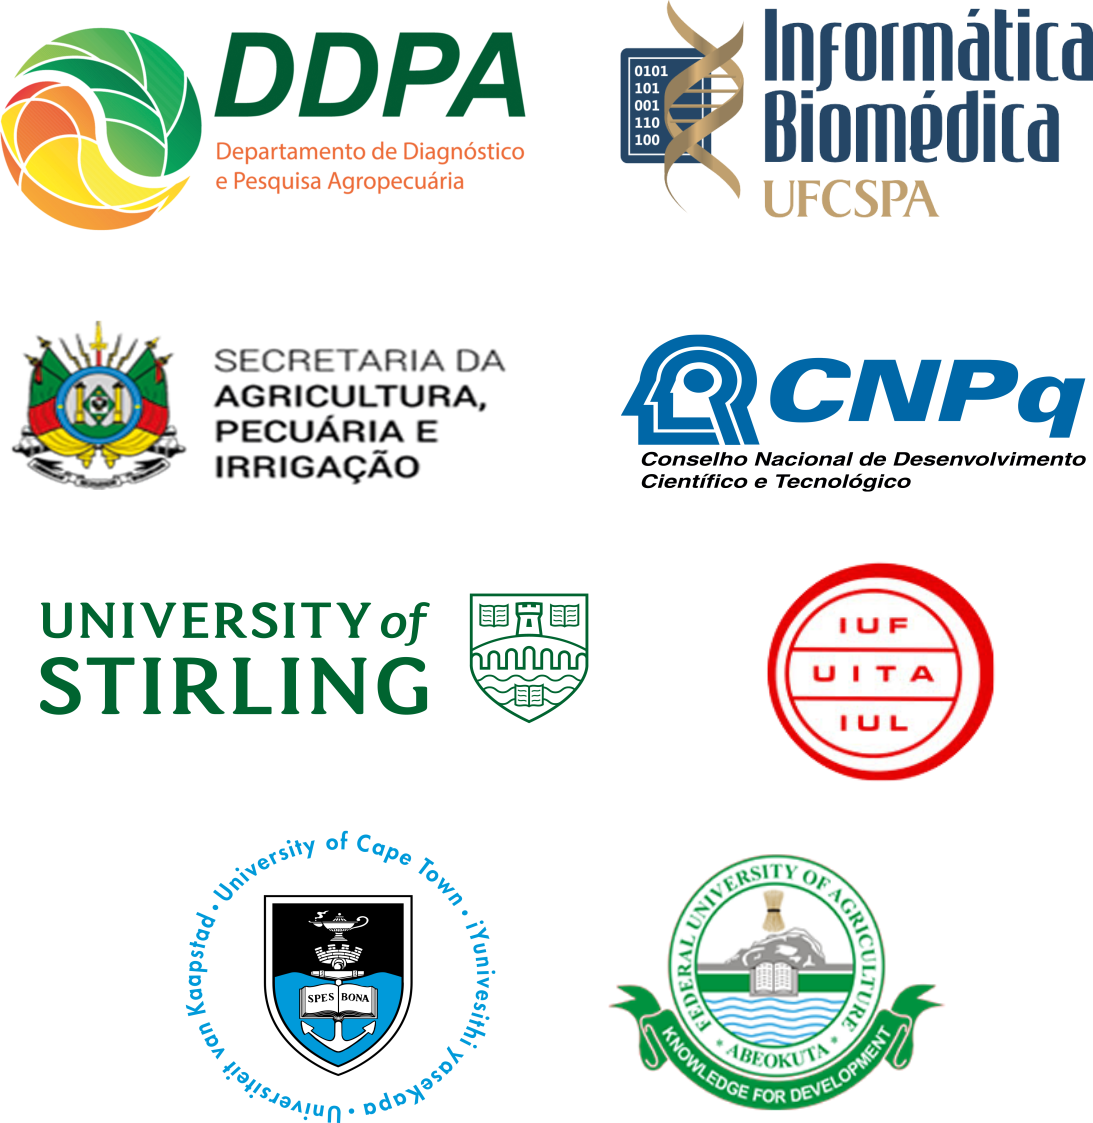 DDPA
Departamento de Diagnóstico
e Pesquisa Agropecuária
0101
101
001
110
100
Informática
Biomédica
UFCSPA
SECRETARIA DA
AGRICULTURA,
PECUÁRIA E
IRRIGAÇÃO
CNPq
Conselho Nacional de Desenvolvimento
Científico e Tecnológico
UNIVERSITY of
STIRLING
IUF
UITA
IUL
University of Cape Town • iYunivesithi yaseKapa • Universiteit van Kaapstad •
SPES BONA
FEDERAL UNIVERSITY OF AGRICULTURE
* ABEOKUTA *
KNOWLEDGE FOR DEVELOPMENT